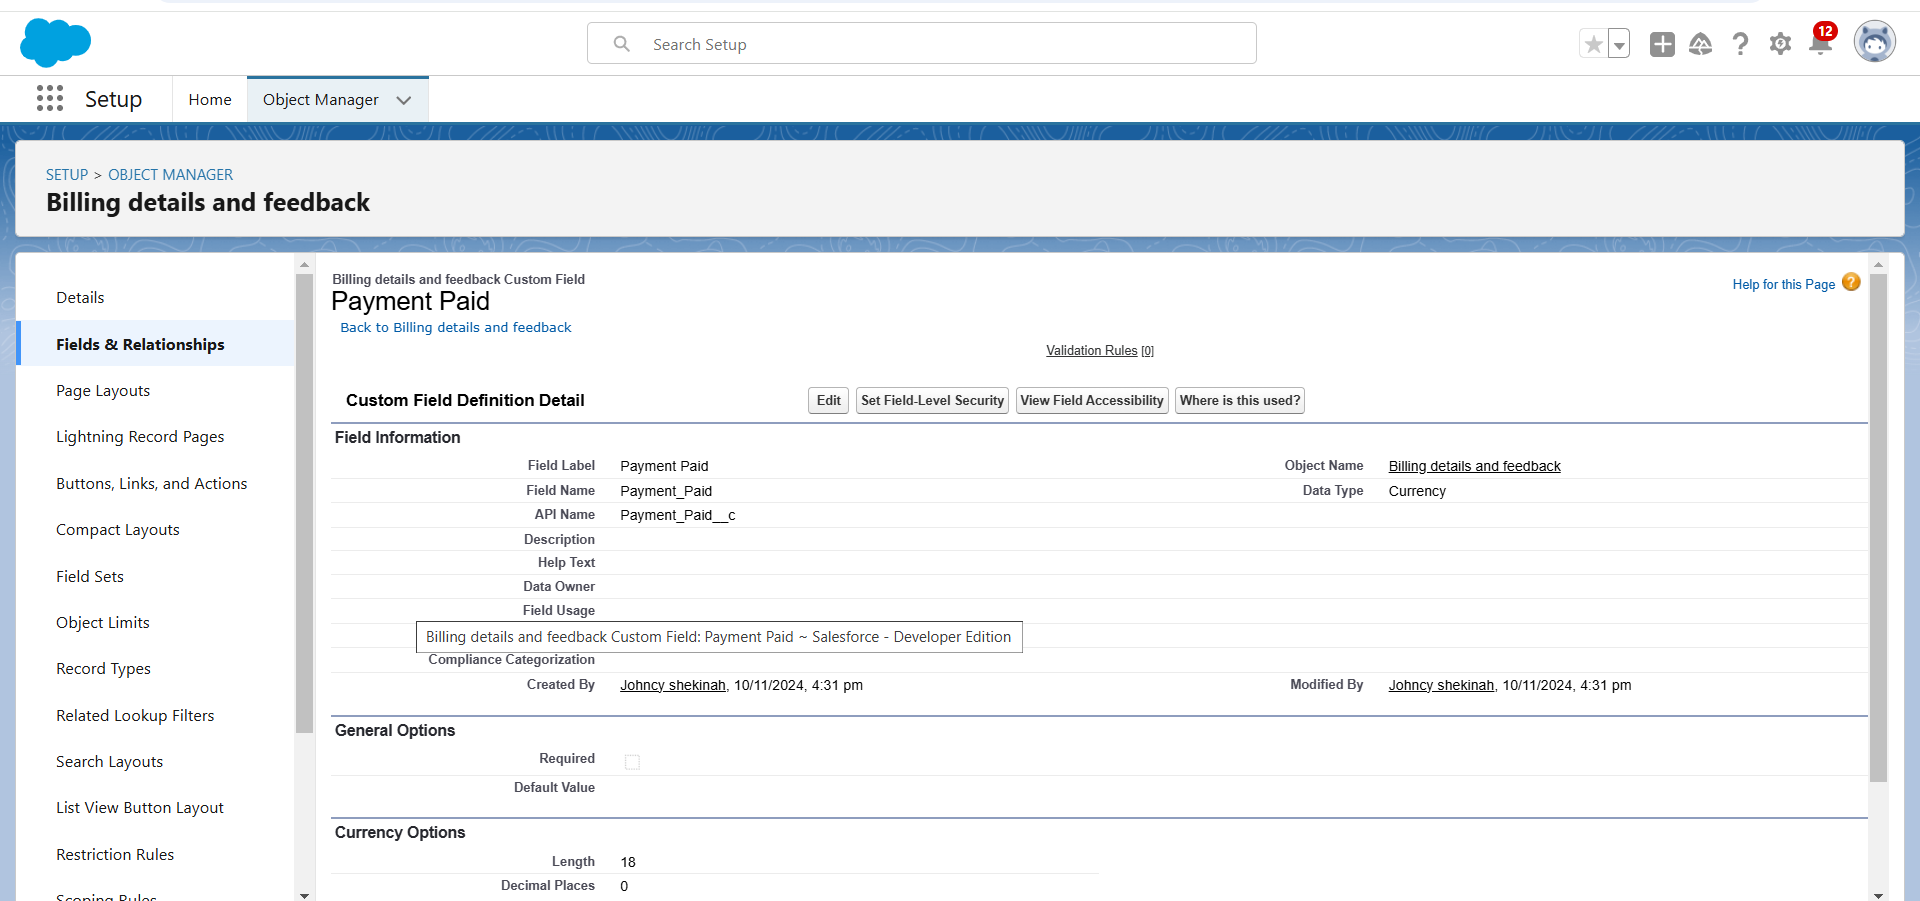 Search Setup
12
Setup
Home
Object Manager
SETUP > OBJECT MANAGER
Billing details and feedback
Details
Fields & Relationships
Page Layouts
Lightning Record Pages
Buttons, Links, and Actions
Compact Layouts
Field Sets
Object Limits
Record Types
Related Lookup Filters
Search Layouts
List View Button Layout
Restriction Rules
Scoping Rules
Billing details and feedback Custom Field
Payment Paid
Back to Billing details and feedback
Help for this Page ?
Validation Rules [0]
Custom Field Definition Detail
Edit
Set Field-Level Security
View Field Accessibility
Where is this used?
Field Information
Field Label Payment Paid
Object Name Billing details and feedback
Field Name Payment_Paid
Data Type Currency
API Name Payment_Paid__c
Description
Help Text
Data Owner
Field Usage
Billing details and feedback Custom Field: Payment Paid ~ Salesforce - Developer Edition
Compliance Categorization
Created By Johncy shekinah, 10/11/2024, 4:31 pm
Modified By Johncy shekinah, 10/11/2024, 4:31 pm
General Options
Required
Default Value
Currency Options
Length 18
Decimal Places 0